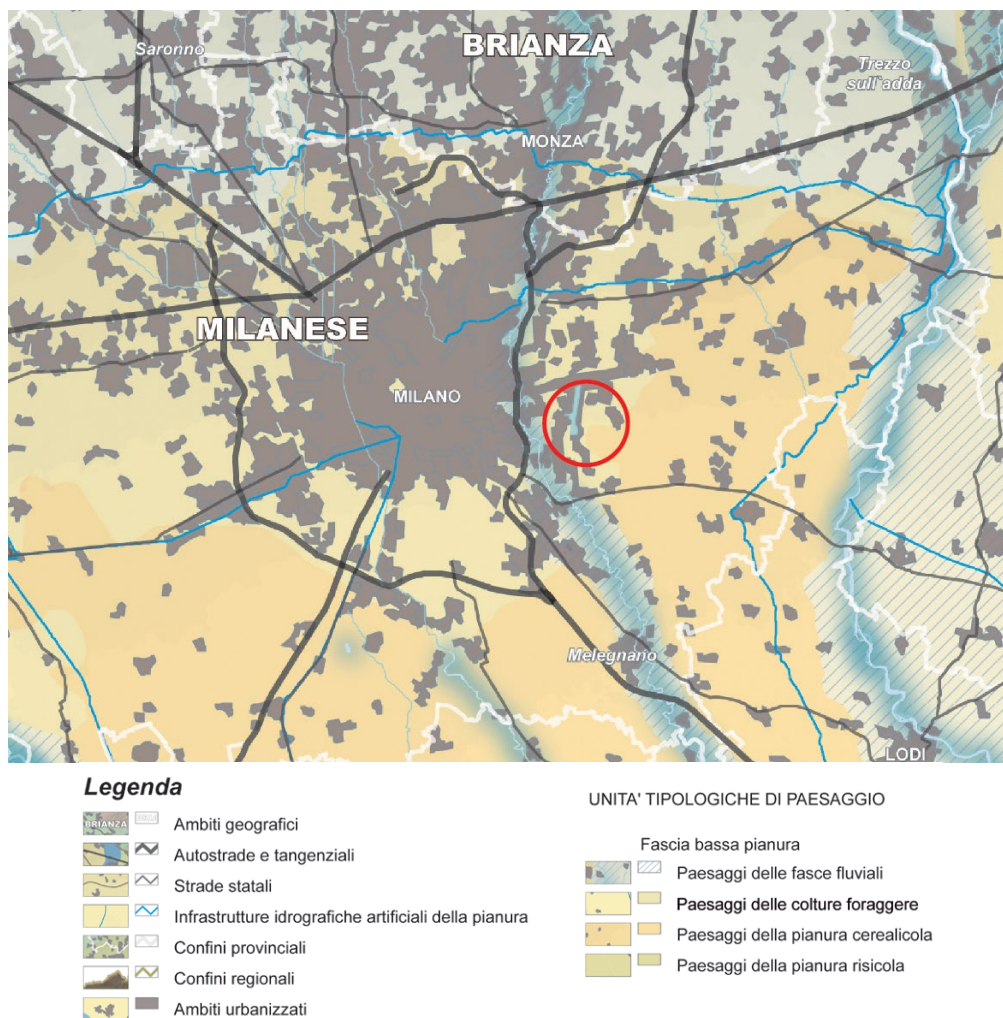 BRIANZA
Saronno
Trezzo
sull'adda
MONZA
MILANESE
MILANO
Melegnano
LODI
Legenda
BRIANZA
Ambiti geografici
Autostrade e tangenziali
Strade statali
Infrastrutture idrografiche artificiali della pianura
Confini provinciali
Confini regionali
Ambiti urbanizzati
UNITA' TIPOLOGICHE DI PAESAGGIO
Fascia bassa pianura
Paesaggi delle fasce fluviali
Paesaggi delle colture foraggere
Paesaggi della pianura cerealicola
Paesaggi della pianura risicola